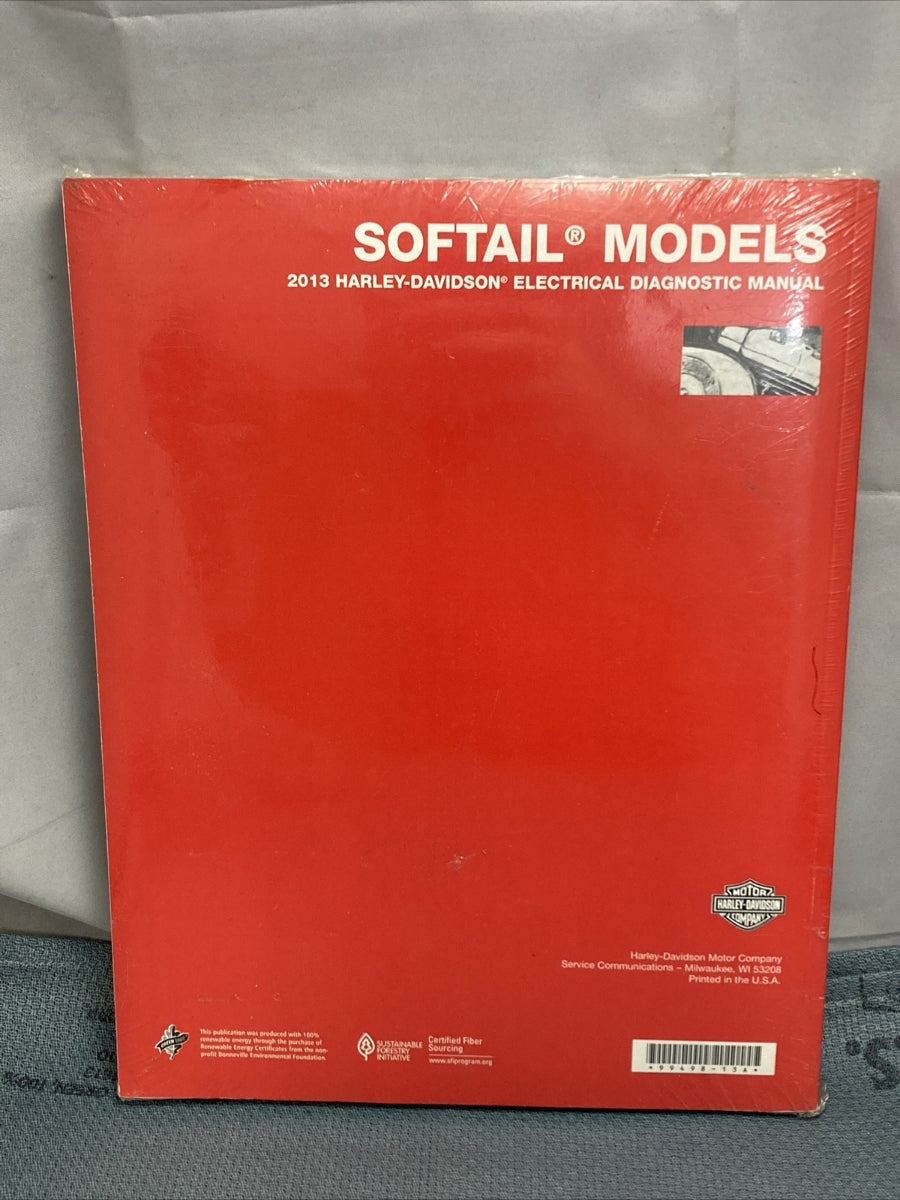 SOFTAIL® MODELS
2013 HARLEY-DAVIDSON® ELECTRICAL DIAGNOSTIC MANUAL
MOTOR
HARLEY-DAVIDSON
COMPANY
Harley-Davidson Motor Company
Service Communications – Milwaukee, WI 53208
Printed in the U.S.A.
This publication was produced with 100%
renewable energy through the purchase of
Renewable Energy Certificates from the non-
profit Bonneville Environmental Foundation.
SUSTAINABLE
FORESTRY
INITIATIVE
Certified Fiber
Sourcing
www.sfiprogram.org
*99498-13A*